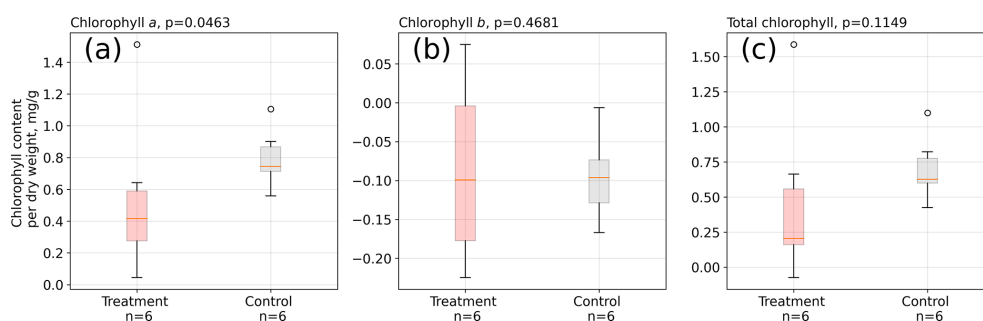 Chlorophyll a, p=0.0463
(a)
Chlorophyll content
per dry weight, mg/g
1.4
1.2
1.0
0.8
0.6
0.4
0.2
0.0
Treatment
n=6
Control
n=6
Chlorophyll b, p=0.4681
(b)
0.05
0.00
−0.05
−0.10
−0.15
−0.20
Treatment
n=6
Control
n=6
Total chlorophyll, p=0.1149
(c)
1.50
1.25
1.00
0.75
0.50
0.25
0.00
Treatment
n=6
Control
n=6